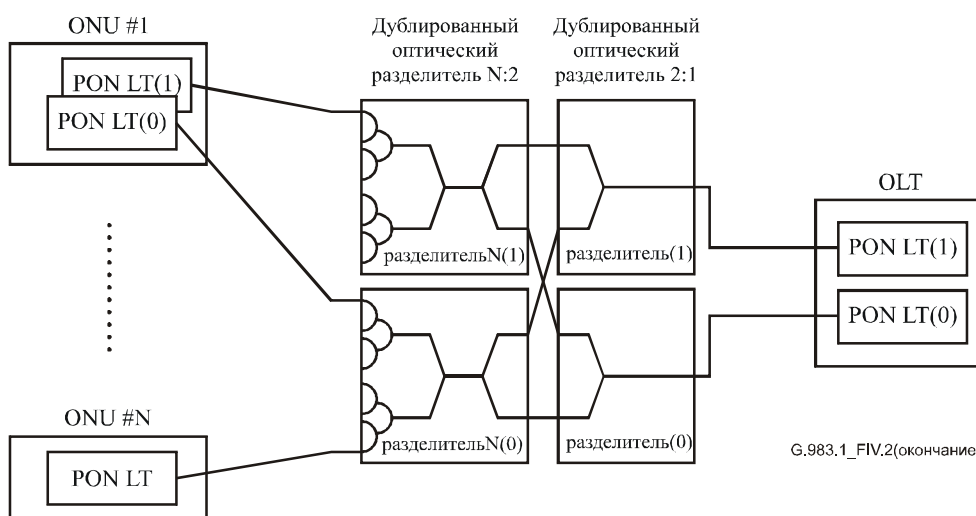 ONU #1
PON LT(1)
PON LT(0)
Дублированный
оптический
разделитель N:2
Дублированный
оптический
разделитель 2:1
разделительN(1)
разделитель(1)
OLT
PON LT(1)
PON LT(0)
разделительN(0)
разделитель(0)
ONU #N
PON LT
G.983.1_FIV.2(окончание